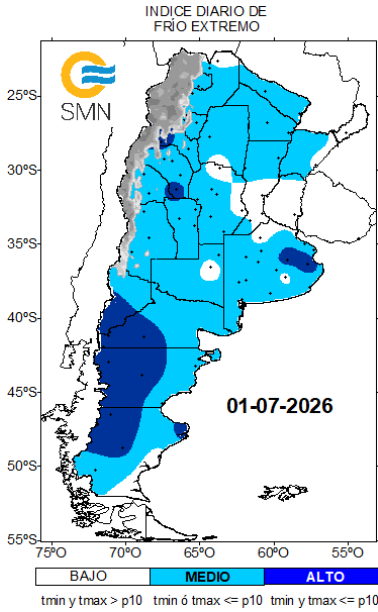 INDICE DIARIO DE
FRÍO EXTREMO
SMN
25°S
30°S
35°S
40°S
45°S
50°S
55°S
01-07-2026
75°O 70°O 65°O 60°O 55°O
BAJO MEDIO ALTO
tmin y tmax > p10 tmin ó tmax <= p10 tmin y tmax <= p10